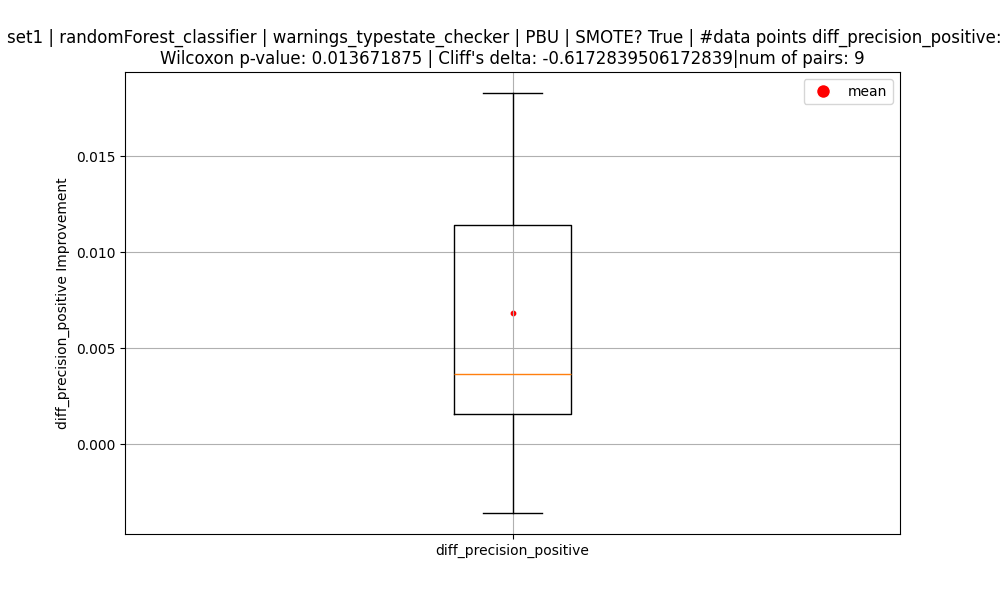 set1 | randomForest_classifier | warnings_typestate_checker | PBU | SMOTE? True | #data points diff_precision_positive:
Wilcoxon p-value: 0.013671875 | Cliff's delta: -0.6172839506172839|num of pairs: 9
mean
0.015
0.010
0.005
0.000
diff_precision_positive Improvement
diff_precision_positive